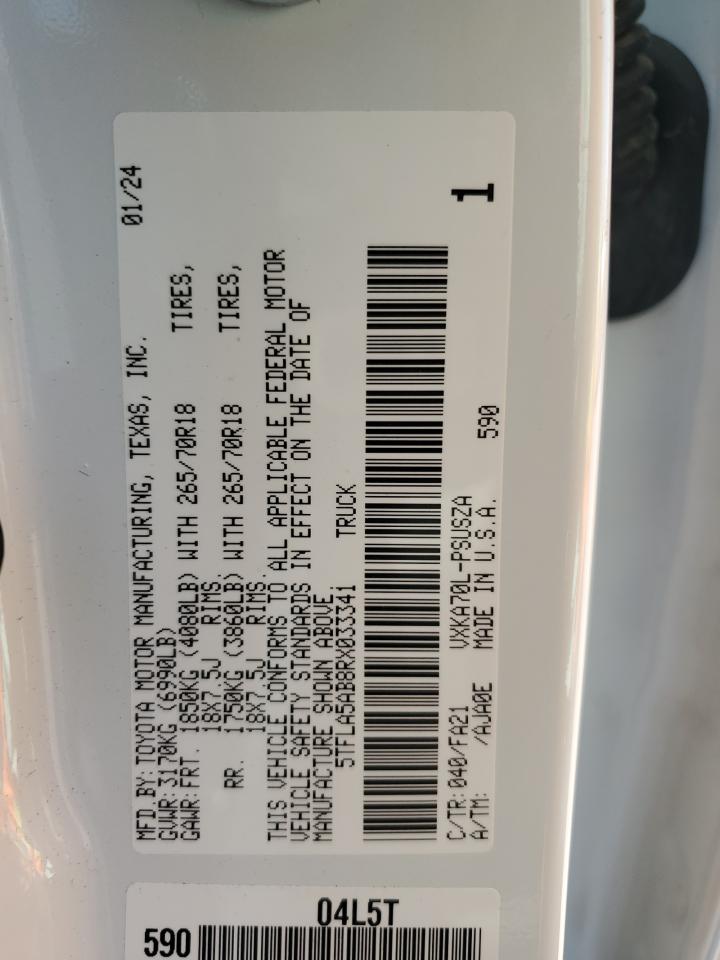 MFD. BY: TOYOTA MOTOR MANUFACTURING, TEXAS, INC. 01/24
GVWR: 3170KG (6990LB)
GAWR: FRT. 1850KG (4080LB) WITH 265/70R18 TIRES,
18X7.5J RIMS.
RR. 1750KG (3860LB) WITH 265/70R18 TIRES,
18X7.5J RIMS.
THIS VEHICLE CONFORMS TO ALL APPLICABLE FEDERAL MOTOR
VEHICLE SAFETY STANDARDS IN EFFECT ON THE DATE OF
MANUFACTURE SHOWN ABOVE.
5TFLA5AB8RX033341 TRUCK
C/TR: 040/FA21 VXKA70L-PSUSZA
A/TM: /AJA0E MADE IN U.S.A. 590
1
04L5T
590